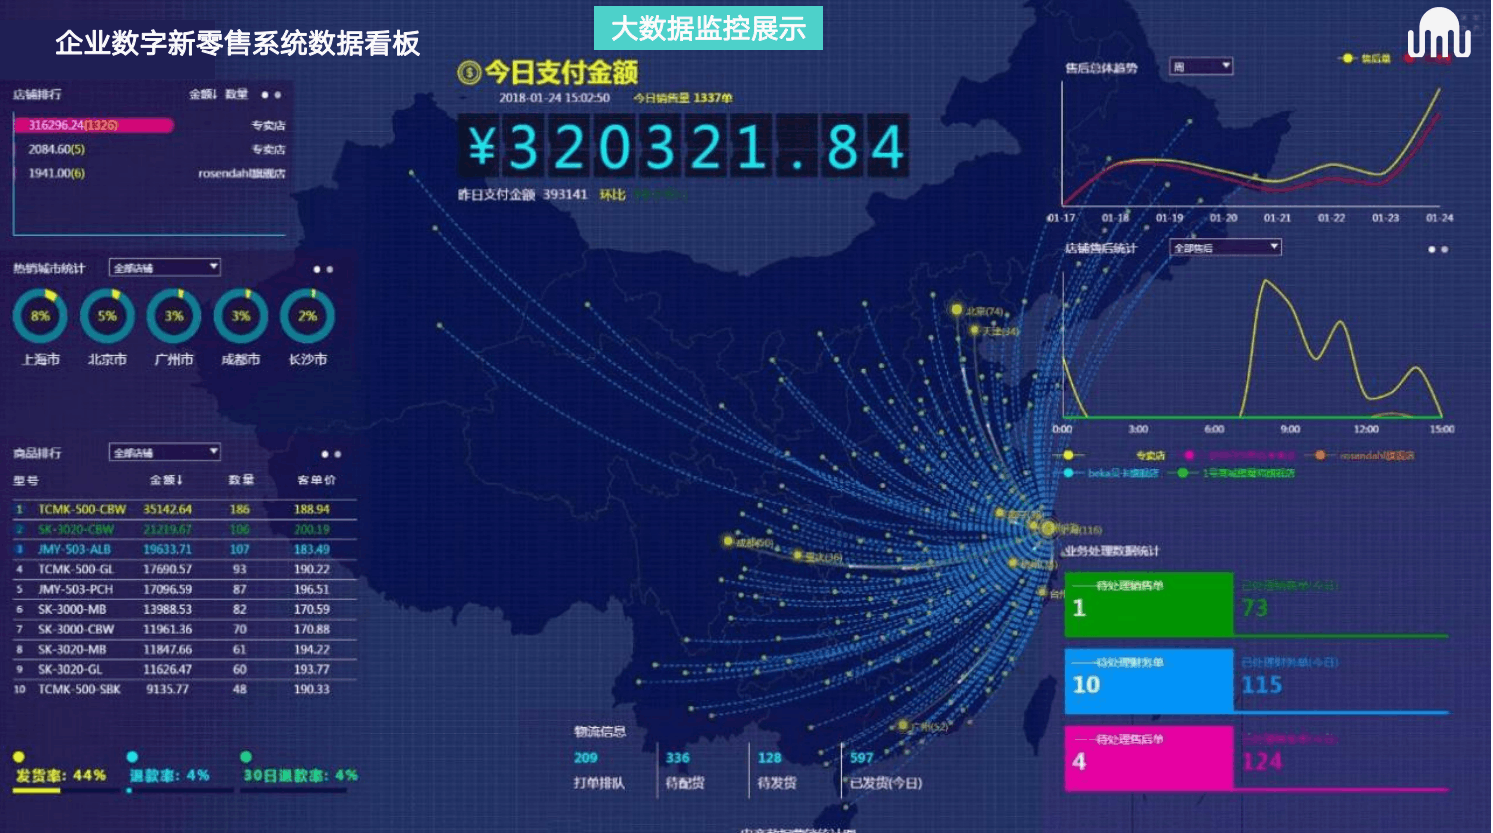 大数据监控展示
企业数字新零售系统数据看板
今日支付金额
2018-01-24 15:02:50 今日销售量 1337单
¥320321.84
昨日支付金额 393141 环比
店铺排行 金额↓ 数量
316296.24(1326) 专卖店
2084.60(5) 专卖店
1941.00(6) rosendahl旗舰店
热销城市统计 全部店铺
8% 5% 3% 3% 2%
上海市 北京市 广州市 成都市 长沙市
商品排行 全部店铺
型号 金额↓ 数量 客单价
1 TCMK-500-CBW 35142.64 186 188.94
2 SK-3020-CBW 21219.67 106 200.19
3 JMY-503-ALB 19633.71 107 183.49
4 TCMK-500-GL 17690.57 93 190.22
5 JMY-503-PCH 17096.59 87 196.51
6 SK-3000-MB 13988.53 82 170.59
7 SK-3000-CBW 11961.36 70 170.88
8 SK-3020-MB 11847.66 61 194.22
9 SK-3020-GL 11626.47 60 193.77
10 TCMK-500-SBK 9135.77 48 190.33
发货率: 44% 退款率: 4% 30日退款率: 4%
北京(74)
天津(34)
成都(50)
重庆(36)
上海(116)
广州(52)
台州
物流信息
209 336 128 597
打单排队 待配货 待发货 已发货(今日)
售后总体趋势 周
售后单
01-17 01-18 01-19 01-20 01-21 01-22 01-23 01-24
店铺售后统计 全部售后
0:00 3:00 6:00 9:00 12:00 15:00
专卖店 rosendahl旗舰店
beka贝卡旗舰店
业务处理数据统计
待处理销售单 已处理销售单(今日)
1 73
待处理财务单 已处理财务单(今日)
10 115
待处理售后单
4 124